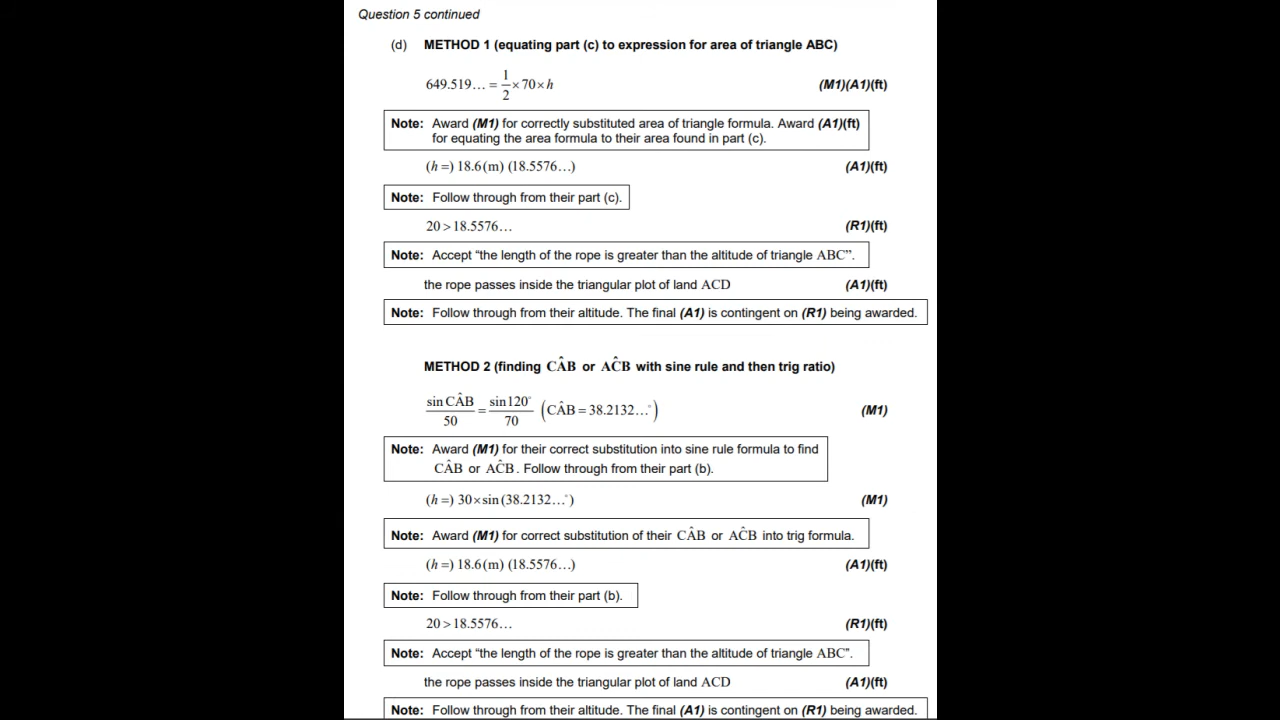 Question 5 continued
(d) METHOD 1 (equating part (c) to expression for area of triangle ABC)
649.519… = 1/2 × 70 × h (M1)(A1)(ft)
Note: Award (M1) for correctly substituted area of triangle formula. Award (A1)(ft)
for equating the area formula to their area found in part (c).
(h =) 18.6 (m) (18.5576…) (A1)(ft)
Note: Follow through from their part (c).
20 > 18.5576… (R1)(ft)
Note: Accept “the length of the rope is greater than the altitude of triangle ABC”.
the rope passes inside the triangular plot of land ACD (A1)(ft)
Note: Follow through from their altitude. The final (A1) is contingent on (R1) being awarded.
METHOD 2 (finding CÂB or AĈB with sine rule and then trig ratio)
sin CÂB/50 = sin 120°/70 (CÂB = 38.2132…°) (M1)
Note: Award (M1) for their correct substitution into sine rule formula to find
CÂB or AĈB. Follow through from their part (b).
(h =) 30 × sin (38.2132…°) (M1)
Note: Award (M1) for correct substitution of their CÂB or AĈB into trig formula.
(h =) 18.6 (m) (18.5576…) (A1)(ft)
Note: Follow through from their part (b).
20 > 18.5576… (R1)(ft)
Note: Accept “the length of the rope is greater than the altitude of triangle ABC”.
the rope passes inside the triangular plot of land ACD (A1)(ft)
Note: Follow through from their altitude. The final (A1) is contingent on (R1) being awarded.